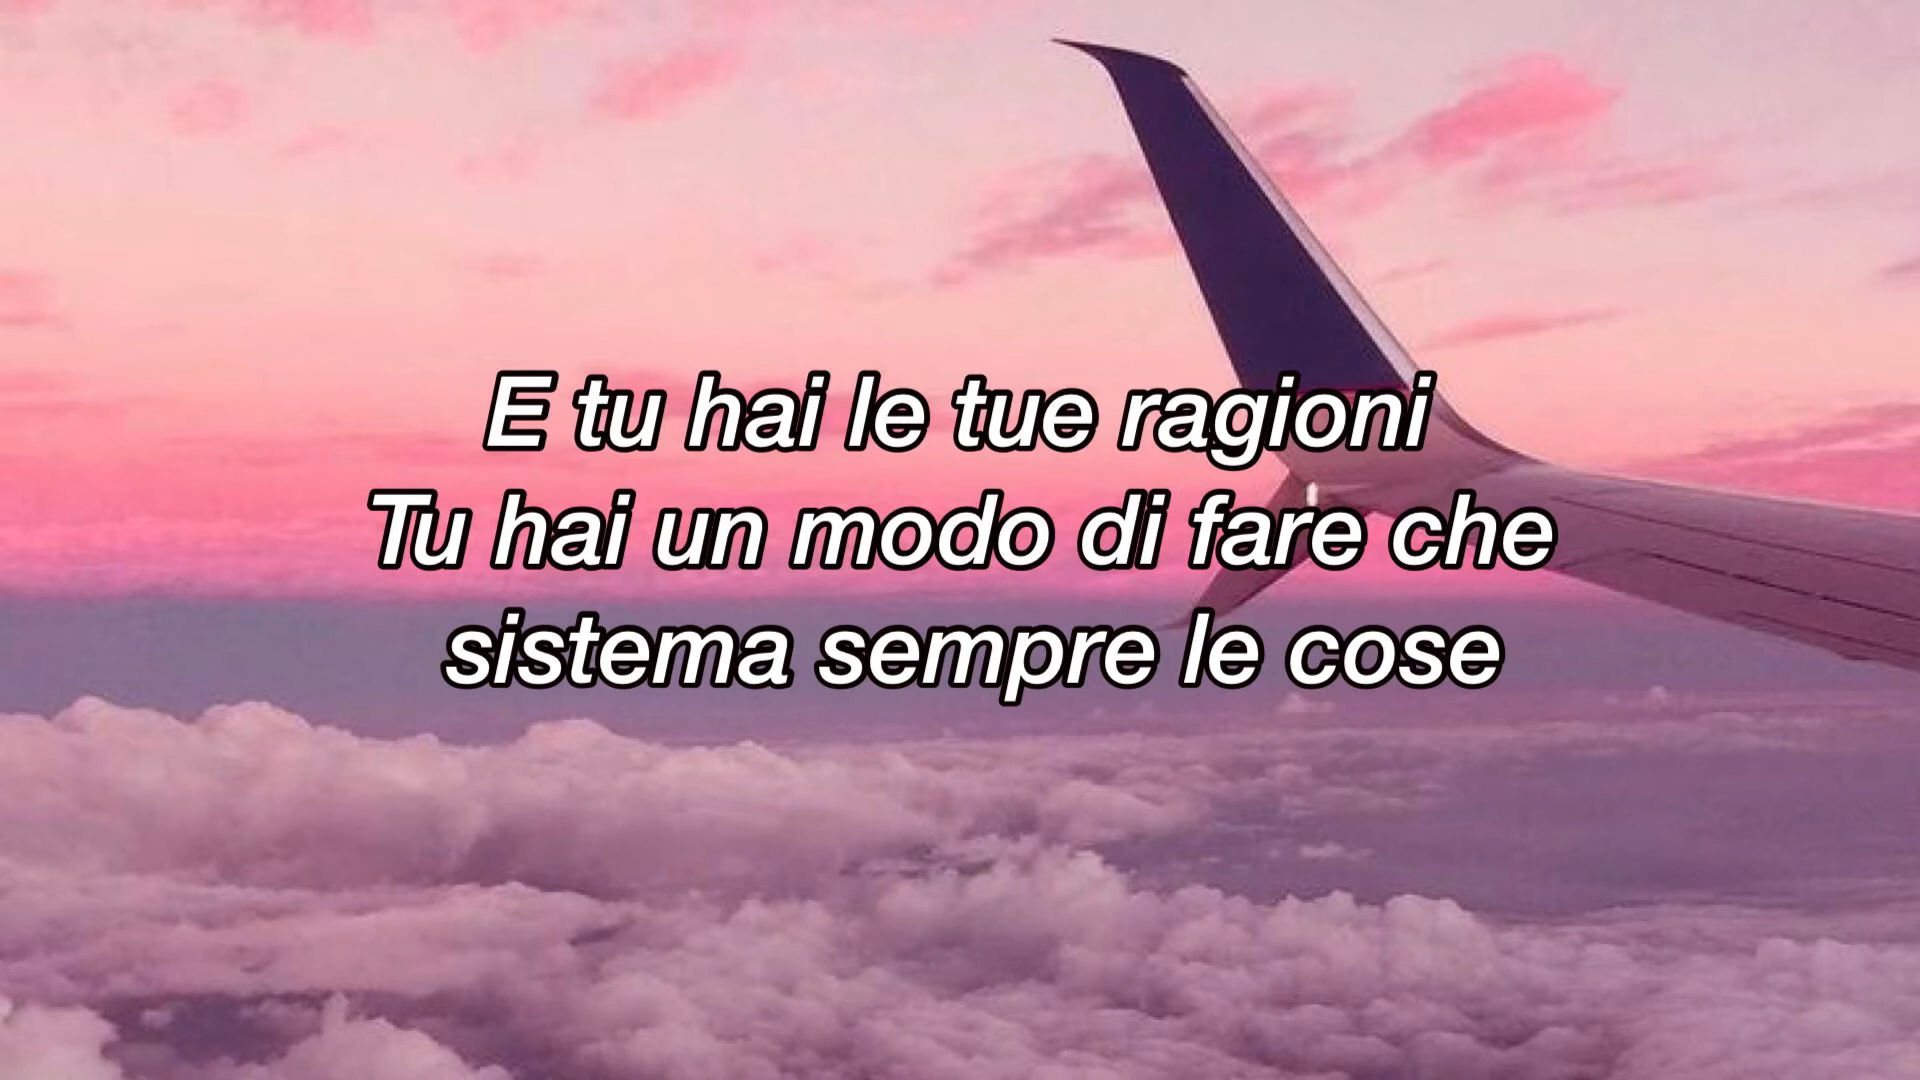 E tu hai le tue ragioni
Tu hai un modo di fare che
sistema sempre le cose